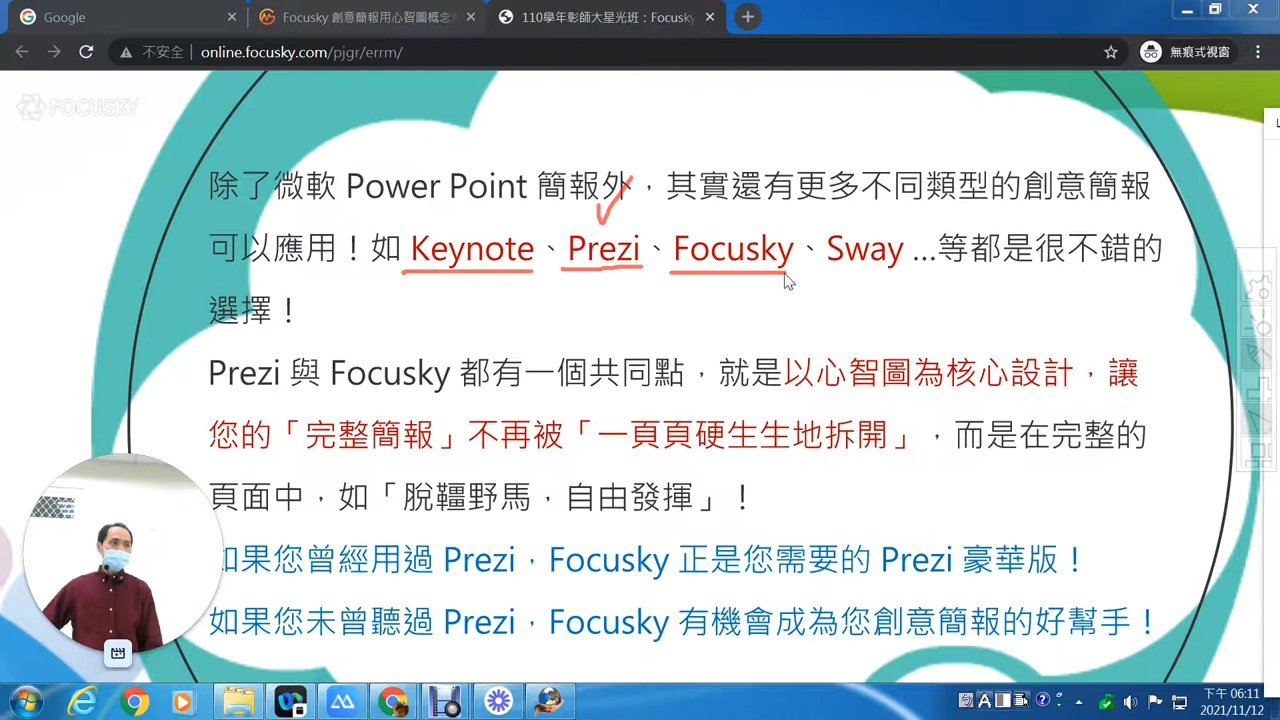 Google
Focusky 創意簡報用心智圖概念
110學年彰師大星光班：Focusky
不安全
online.focusky.com/pjgr/errm/
無痕式視窗
FOCUSKY
除了微軟 Power Point 簡報外，其實還有更多不同類型的創意簡報
可以應用！如 Keynote、Prezi、Focusky、Sway ...等都是很不錯的
選擇！
Prezi 與 Focusky 都有一個共同點，就是以心智圖為核心設計，讓
您的「完整簡報」不再被「一頁頁硬生生地拆開」，而是在完整的
頁面中，如「脫韁野馬，自由發揮」！
如果您曾經用過 Prezi，Focusky 正是您需要的 Prezi 豪華版！
如果您未曾聽過 Prezi，Focusky 有機會成為您創意簡報的好幫手！
下午 06:11
2021/11/12